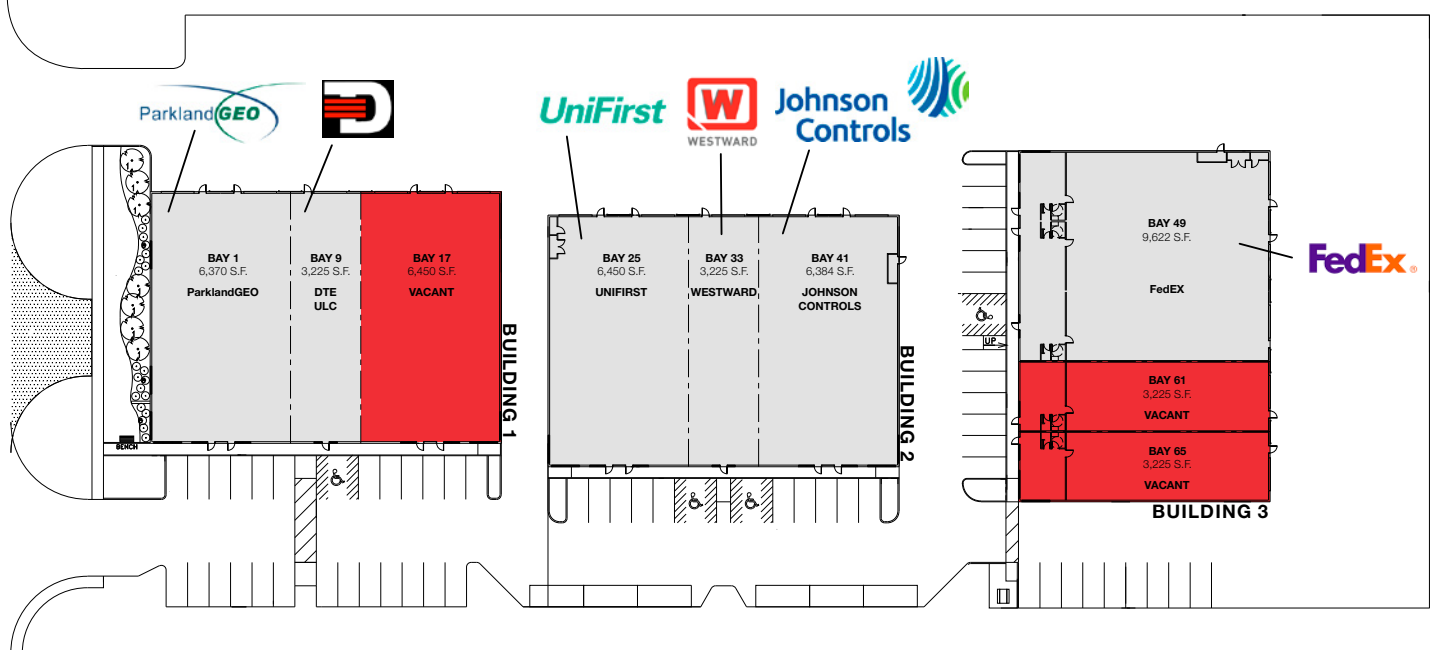 ParklandGEO
D
UniFirst
W
WESTWARD
Johnson
Controls
BAY 1
6,370 S.F.
ParklandGEO
BAY 9
3,225 S.F.
DTE
ULC
BAY 17
6,450 S.F.
VACANT
BUILDING 1
BENCH
BAY 25
6,450 S.F.
UNIFIRST
BAY 33
3,225 S.F.
WESTWARD
BAY 41
6,384 S.F.
JOHNSON
CONTROLS
BUILDING 2
BAY 49
9,622 S.F.
FedEX
FedEx®
UP
BAY 61
3,225 S.F.
VACANT
BAY 65
3,225 S.F.
VACANT
BUILDING 3